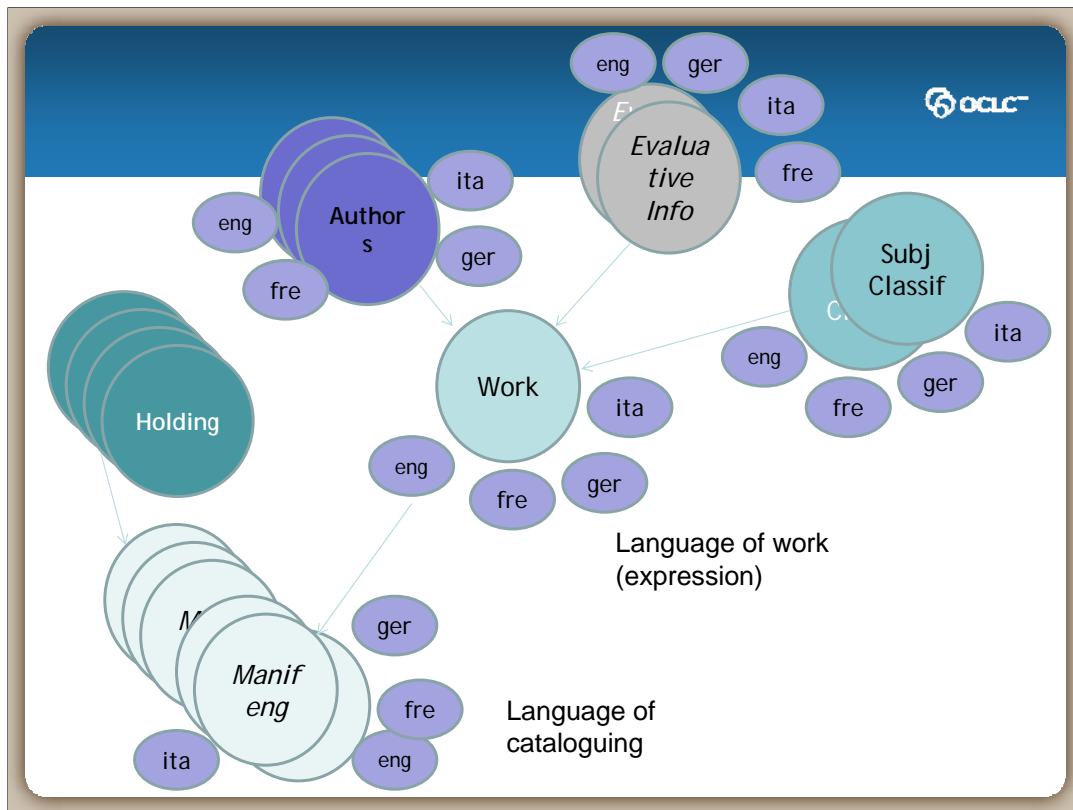 eng
ger
OCLC
ita
Evalua
tive
Info
fre
ita
Author
s
eng
ger
fre
Subj
Classif
ita
eng
ger
fre
Work
ita
Holding
eng
ger
fre
Language of work
(expression)
ger
Manif
eng
fre
Language of
cataloguing
ita
eng